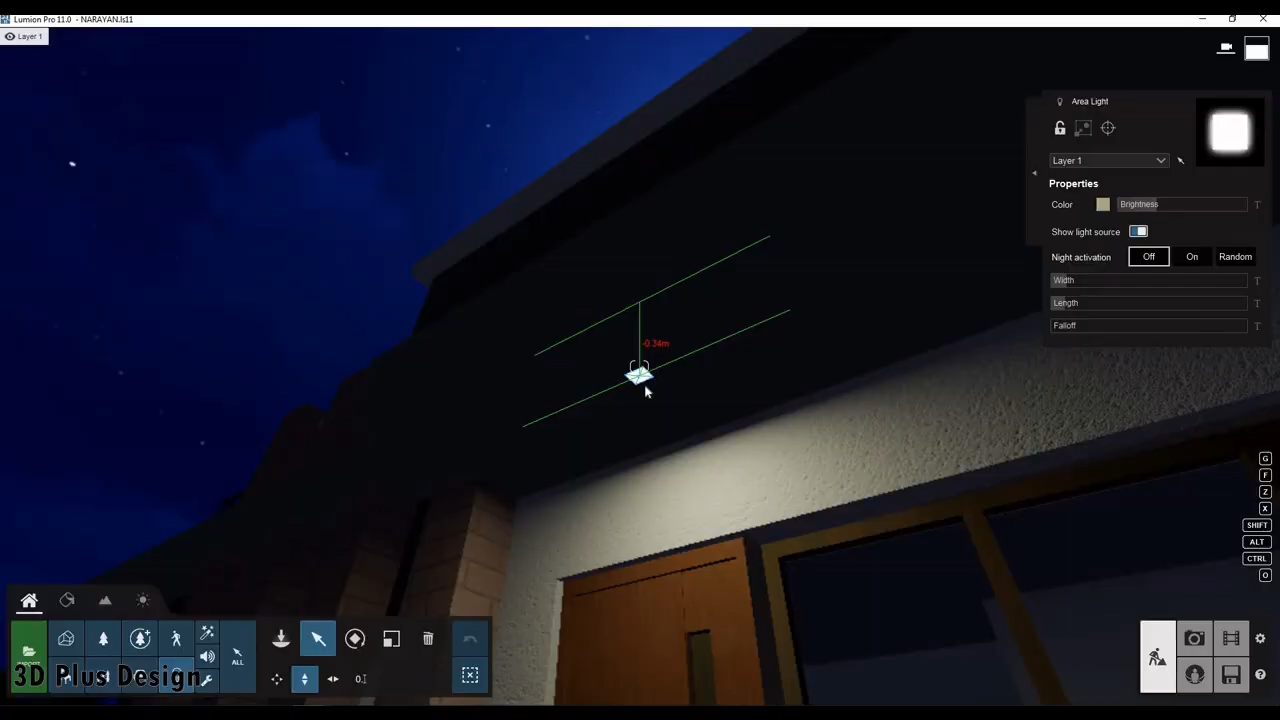 Lumion Pro 11.0 - NARAYAN.ls11
Layer 1
Area Light
Layer 1
Properties
Color
Brightness
T
Show light source
Night activation
Off
On
Random
Width
T
Length
T
Falloff
T
-0.34m
G
F
Z
X
SHIFT
ALT
CTRL
O
ALL
3D Plus Design
0.